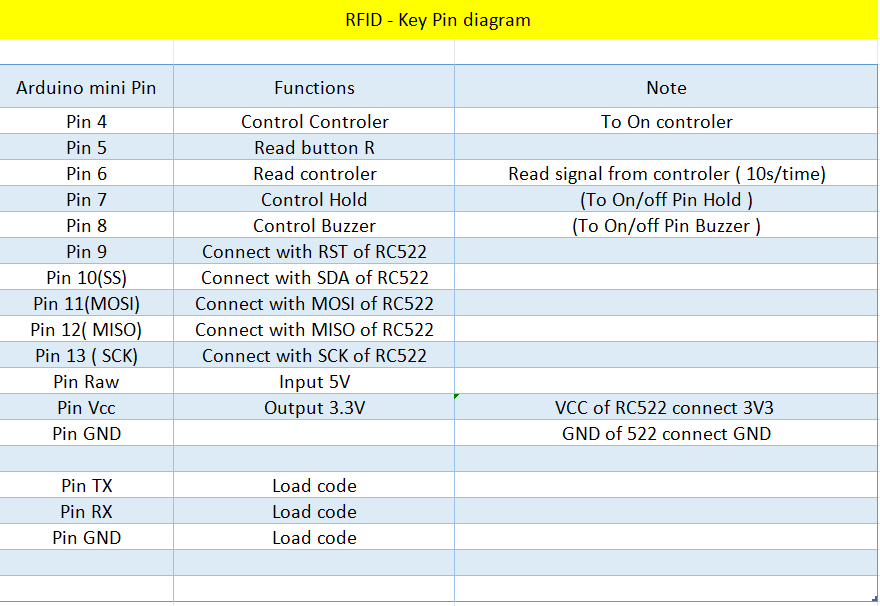 RFID - Key Pin diagram
Arduino mini Pin Functions Note
Pin 4 Control Controler To On controler
Pin 5 Read button R
Pin 6 Read controler Read signal from controler ( 10s/time)
Pin 7 Control Hold (To On/off Pin Hold )
Pin 8 Control Buzzer (To On/off Pin Buzzer )
Pin 9 Connect with RST of RC522
Pin 10(SS) Connect with SDA of RC522
Pin 11(MOSI) Connect with MOSI of RC522
Pin 12( MISO) Connect with MISO of RC522
Pin 13 ( SCK) Connect with SCK of RC522
Pin Raw Input 5V
Pin Vcc Output 3.3V VCC of RC522 connect 3V3
Pin GND GND of 522 connect GND
Pin TX Load code
Pin RX Load code
Pin GND Load code